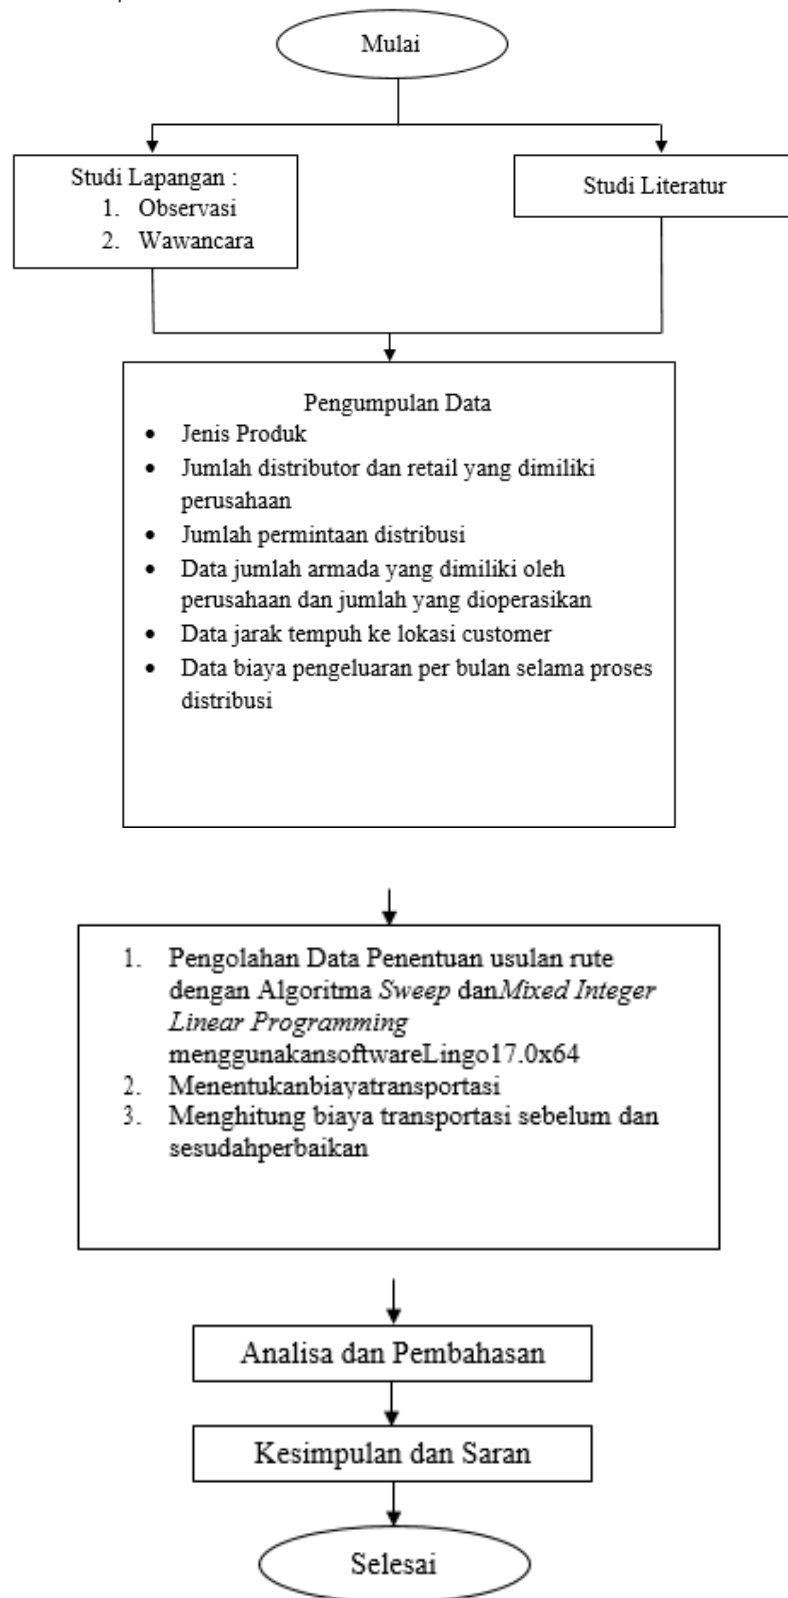 Mulai
Studi Lapangan :
1. Observasi
2. Wawancara
Studi Literatur
Pengumpulan Data
• Jenis Produk
• Jumlah distributor dan retail yang dimiliki
perusahaan
• Jumlah permintaan distribusi
• Data jumlah armada yang dimiliki oleh
perusahaan dan jumlah yang dioperasikan
• Data jarak tempuh ke lokasi customer
• Data biaya pengeluaran per bulan selama proses
distribusi
1. Pengolahan Data Penentuan usulan rute
dengan Algoritma Sweep danMixed Integer
Linear Programming
menggunakansoftwareLingo17.0x64
2. Menentukanbiayatransportasi
3. Menghitung biaya transportasi sebelum dan
sesudahperbaikan
Analisa dan Pembahasan
Kesimpulan dan Saran
Selesai